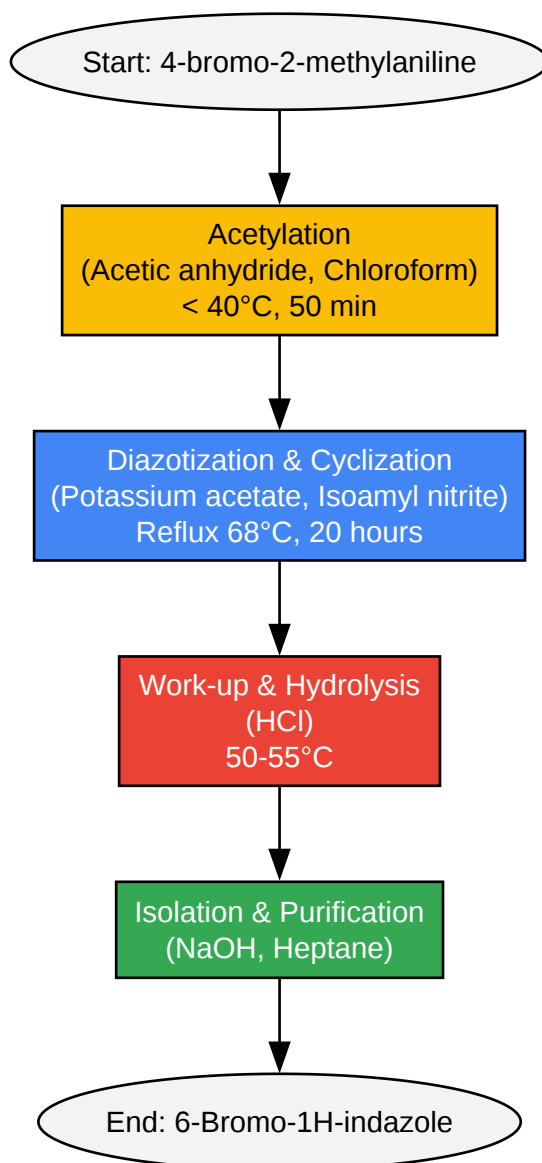 Start: 4-bromo-2-methylaniline
Acetylation
(Acetic anhydride, Chloroform)
< 40°C, 50 min
Diazotization & Cyclization
(Potassium acetate, Isoamyl nitrite)
Reflux 68°C, 20 hours
Work-up & Hydrolysis
(HCl)
50-55°C
Isolation & Purification
(NaOH, Heptane)
End: 6-Bromo-1H-indazole